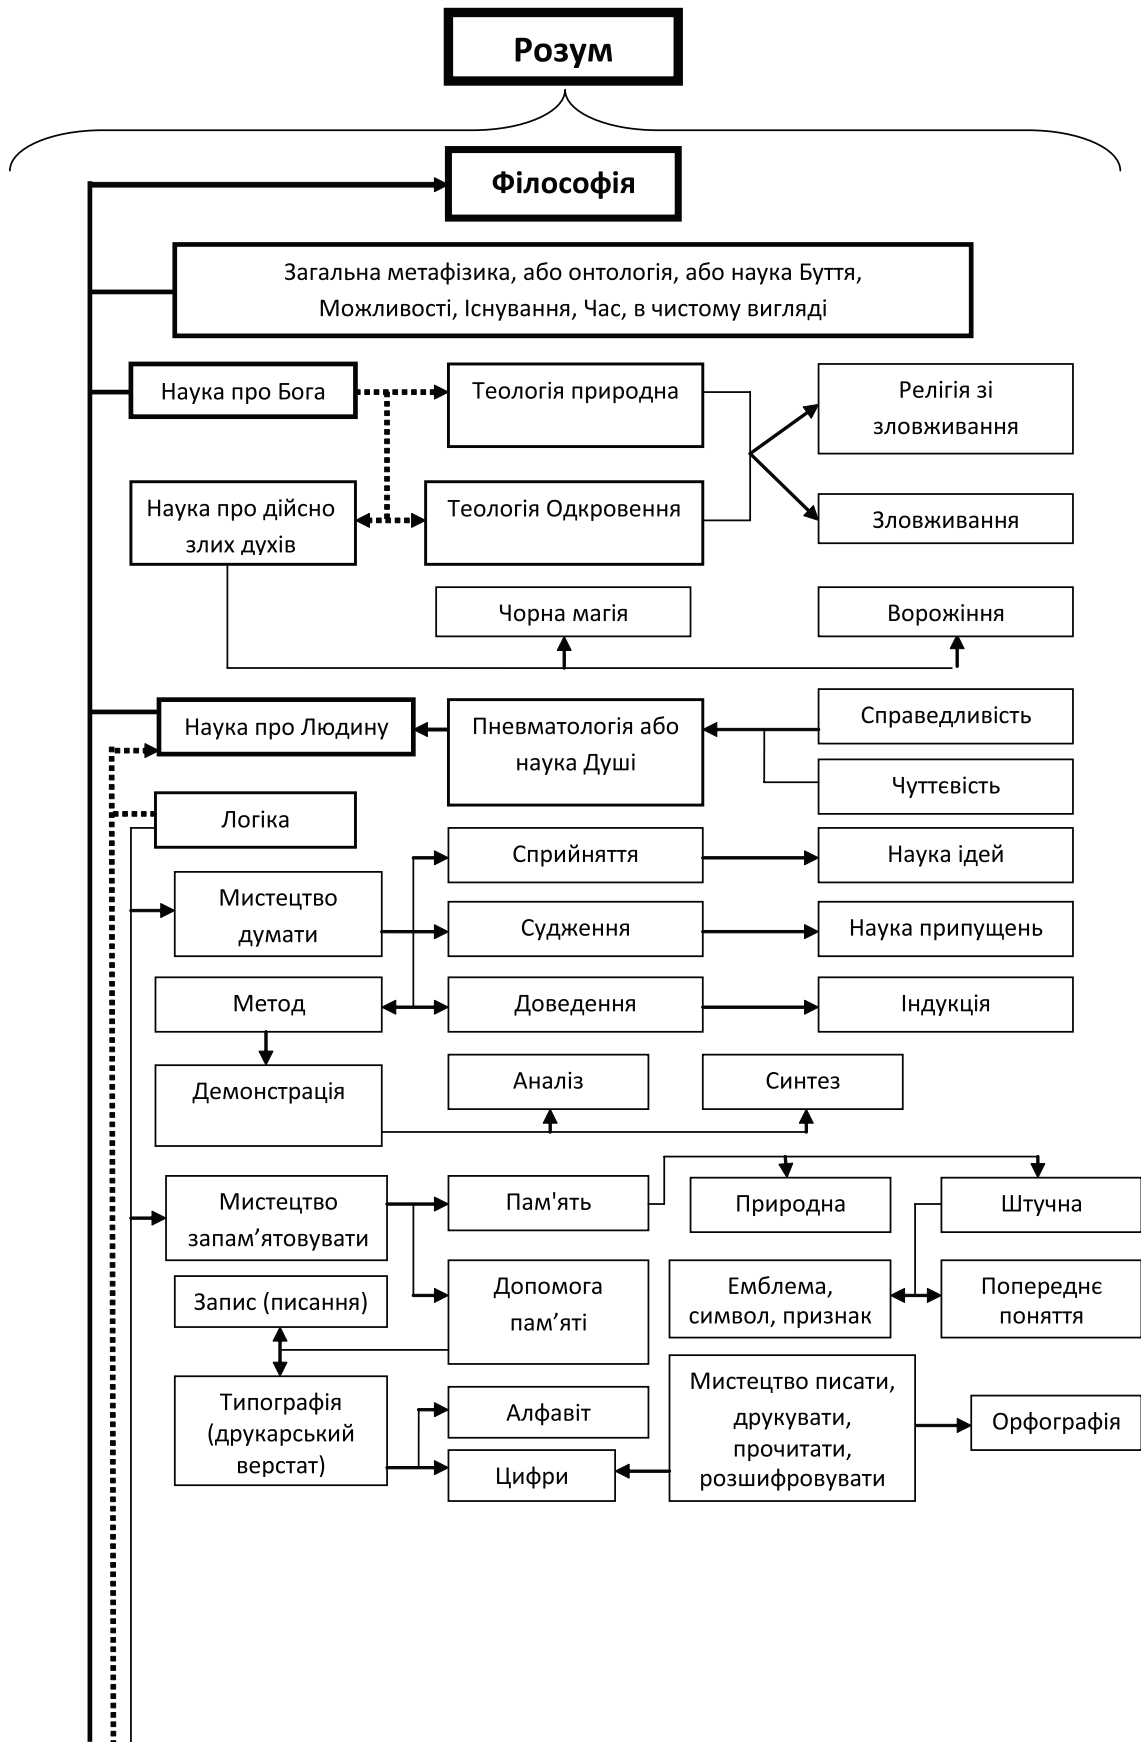 Розум
Філософія
Загальна метафізика, або онтологія, або наука Буття,
Можливості, Існування, Час, в чистому вигляді
Наука про Бога
Теологія природна
Релігія зі
зловживання
Наука про дійсно
злих духів
Теологія Одкровення
Зловживання
Чорна магія
Ворожіння
Наука про Людину
Пневматологія або
наука Душі
Справедливість
Чуттєвість
Логіка
Сприйняття
Наука ідей
Мистецтво
думати
Судження
Наука припущень
Метод
Доведення
Індукція
Демонстрація
Аналіз
Синтез
Мистецтво
запам’ятовувати
Пам'ять
Природна
Штучна
Запис (писання)
Допомога
пам’яті
Емблема,
символ, признак
Попереднє
поняття
Типографія
(друкарський
верстат)
Алфавіт
Цифри
Мистецтво писати,
друкувати,
прочитати,
розшифровувати
Орфографія